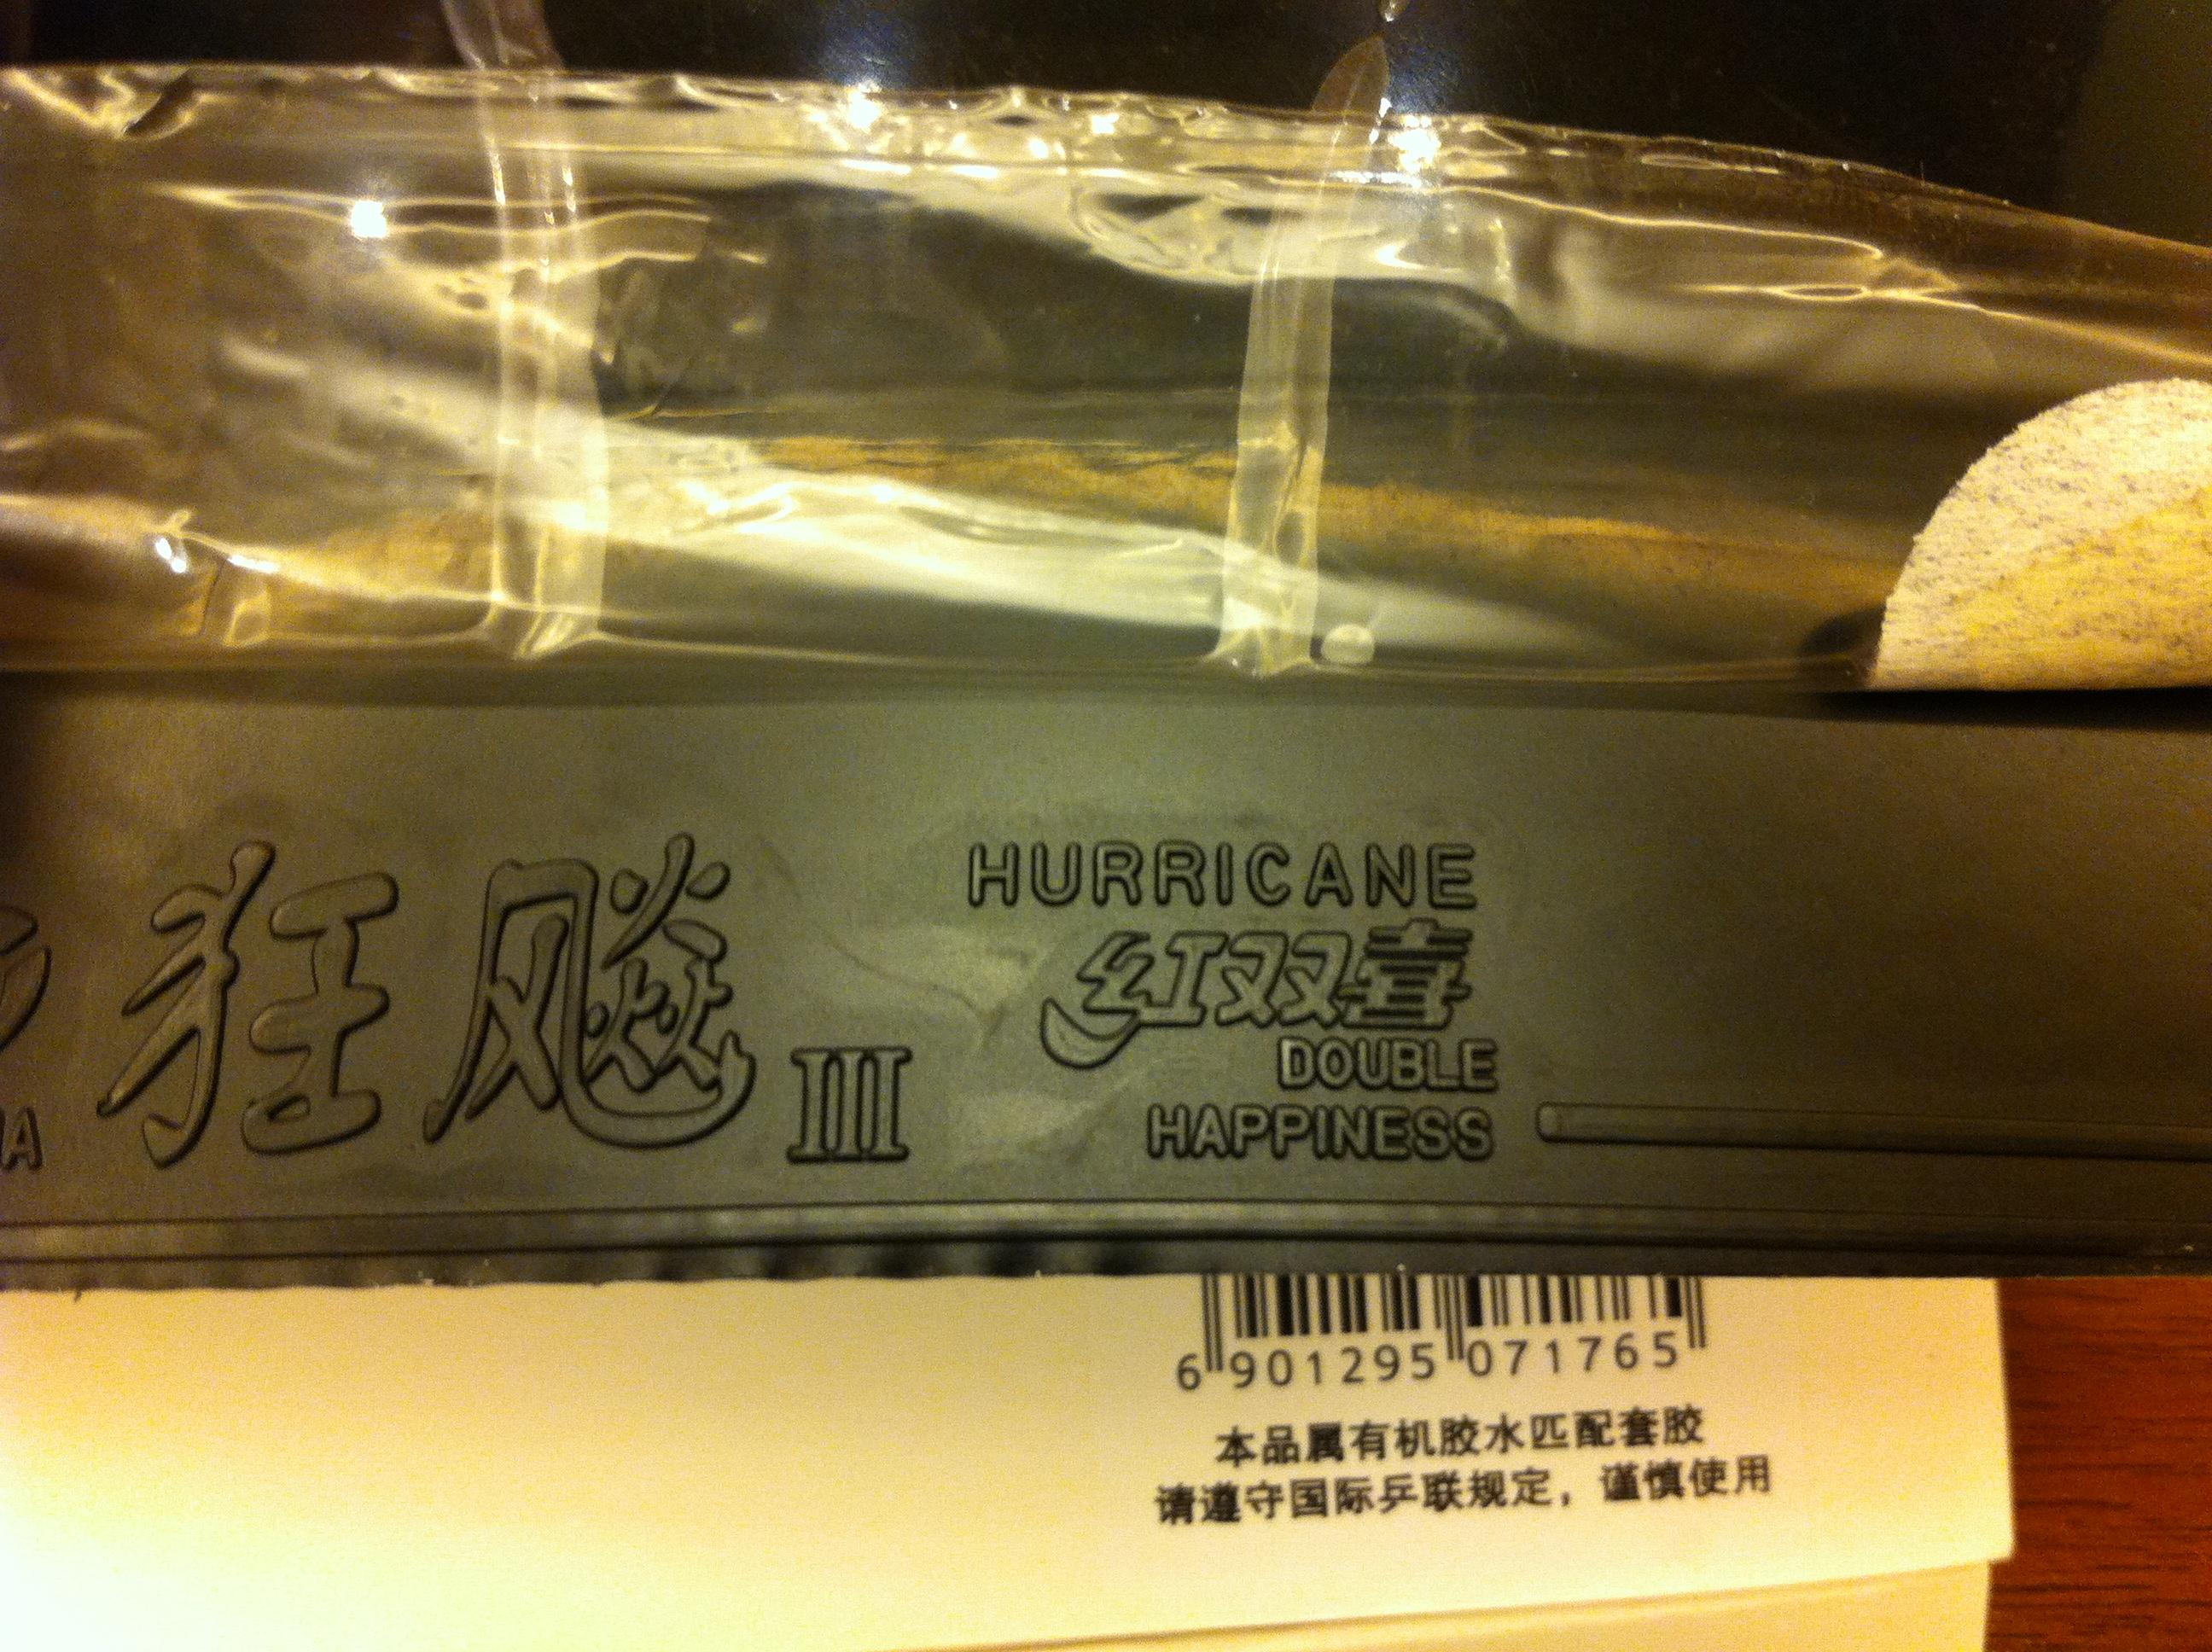 狂飚 III
HURRICANE
红双喜
DOUBLE
HAPPINESS
6 901295 071765
本品属有机胶水匹配套胶
请遵守国际乒联规定，谨慎使用